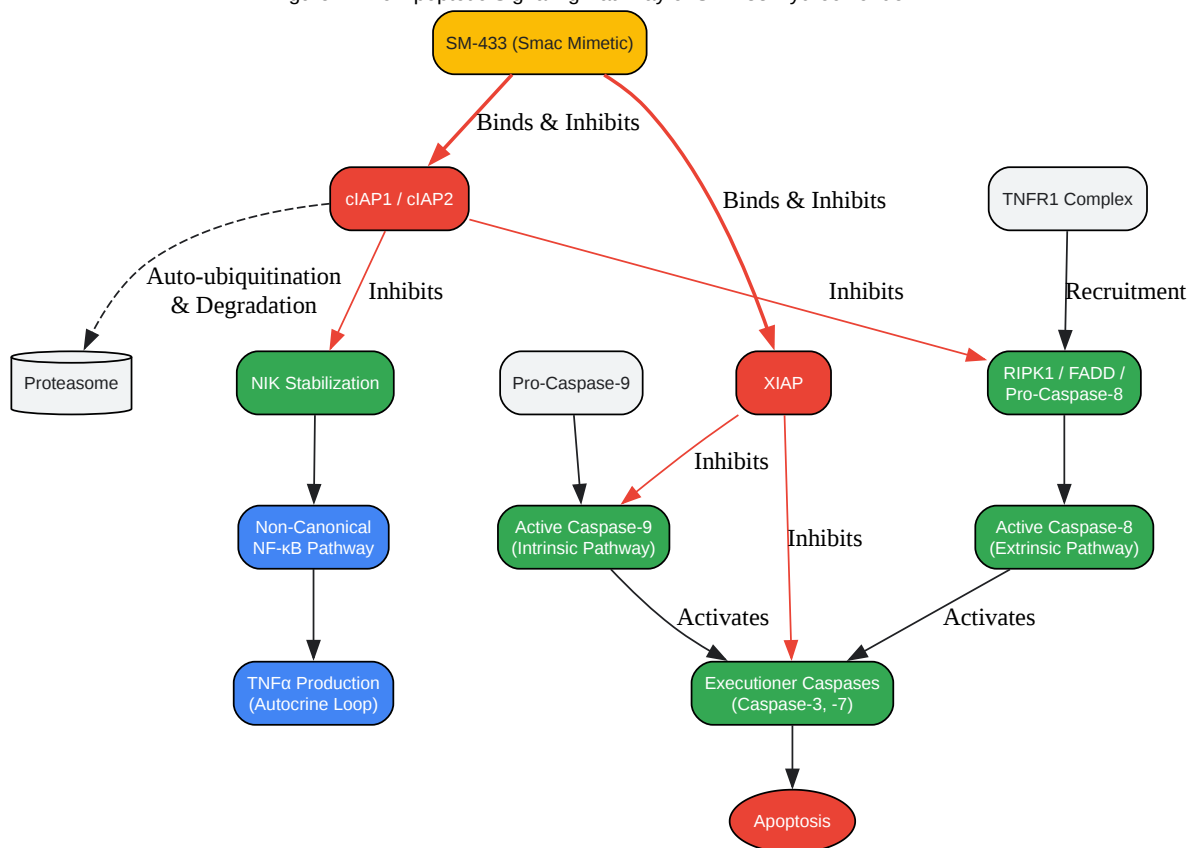 SM-433 (Smac Mimetic)
Binds & Inhibits
cIAP1 / cIAP2
Binds & Inhibits
TNFR1 Complex
Auto-ubiquitination
& Degradation
Inhibits
Inhibits
Recruitment
Proteasome
NIK Stabilization
Pro-Caspase-9
XIAP
RIPK1 / FADD /
Pro-Caspase-8
Inhibits
Non-Canonical
NF-κB Pathway
Active Caspase-9
(Intrinsic Pathway)
Inhibits
Active Caspase-8
(Extrinsic Pathway)
Activates
Activates
TNFα Production
(Autocrine Loop)
Executioner Caspases
(Caspase-3, -7)
Apoptosis